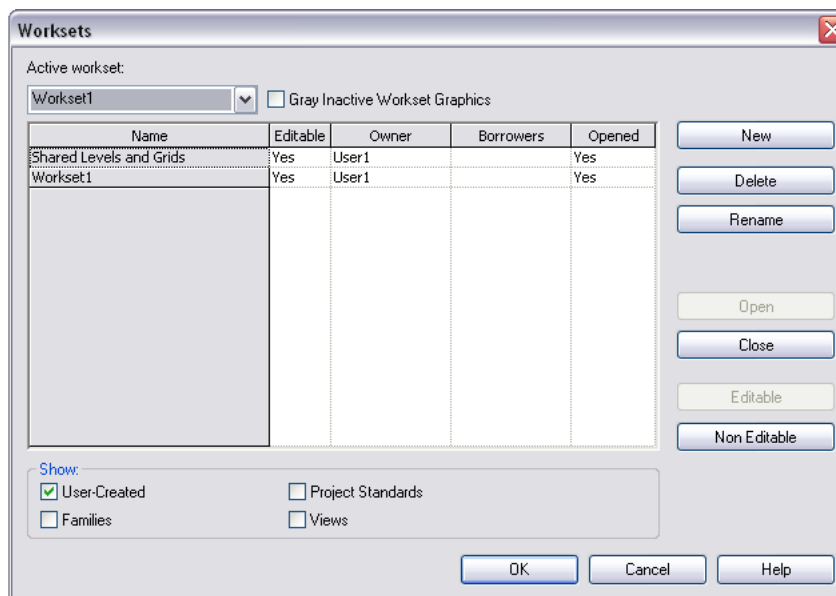 Worksets
Active workset:
Workset1
Gray Inactive Workset Graphics
Name Editable Owner Borrowers Opened
Shared Levels and Grids Yes User1 Yes
Workset1 Yes User1 Yes
New
Delete
Rename
Open
Close
Editable
Non Editable
Show:
User-Created Project Standards
Families Views
OK Cancel Help